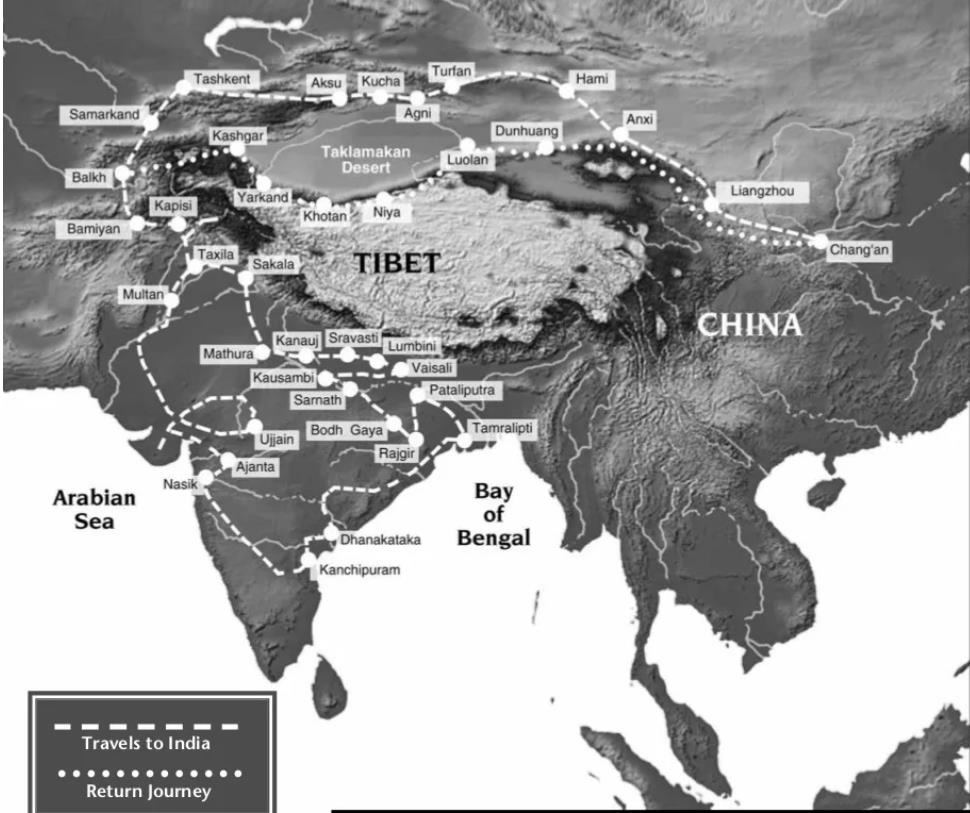 Tashkent
Aksu
Kucha
Turfan
Hami
Agni
Samarkand
Anxi
Kashgar
Dunhuang
Taklamakan
Desert
Luolan
Balkh
Yarkand
Liangzhou
Kapisi
Khotan
Niya
Bamiyan
Chang'an
Taxila
Sakala
TIBET
Multan
CHINA
Kanauj
Sravasti
Lumbini
Mathura
Vaisali
Kausambi
Sarnath
Pataliputra
Bodh Gaya
Tamralipti
Ujjain
Rajgir
Ajanta
Nasik
Arabian
Sea
Bay
of
Bengal
Dhanakataka
Kanchipuram
Travels to India
Return Journey